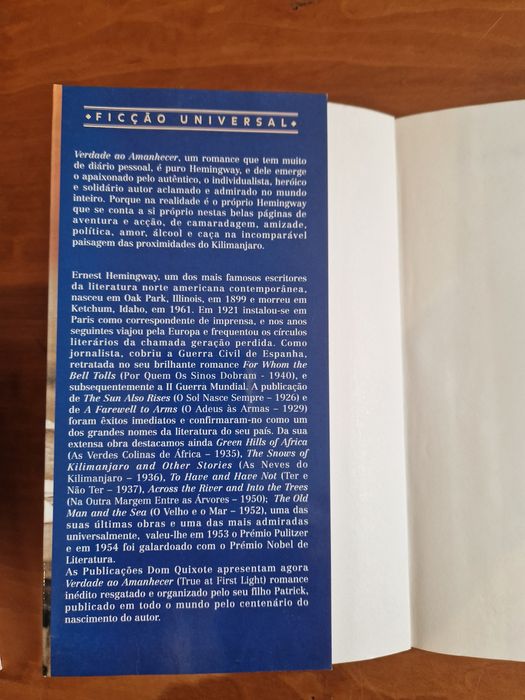 FICÇÃO UNIVERSAL
Verdade ao Amanhecer, um romance que tem muito
de diário pessoal, é puro Hemingway, e dele emerge
o apaixonado pelo autêntico, o individualista, heróico
e solidário autor aclamado e admirado no mundo
inteiro. Porque na realidade é o próprio Hemingway
que se conta a si próprio nestas belas páginas de
aventura e acção, de camaradagem, amizade,
política, amor, álcool e caça na incomparável
paisagem das proximidades do Kilimanjaro.
Ernest Hemingway, um dos mais famosos escritores
da literatura norte americana contemporânea,
nasceu em Oak Park, Illinois, em 1899 e morreu em
Ketchum, Idaho, em 1961. Em 1921 instalou-se em
Paris como correspondente de imprensa, e nos anos
seguintes viajou pela Europa e frequentou os círculos
literários da chamada geração perdida. Como
jornalista, cobriu a Guerra Civil de Espanha,
retratada no seu brilhante romance For Whom the
Bell Tolls (Por Quem Os Sinos Dobram - 1940), e
subsequentemente a II Guerra Mundial. A publicação
de The Sun Also Rises (O Sol Nasce Sempre - 1926) e
de A Farewell to Arms (O Adeus às Armas - 1929)
foram êxitos imediatos e confirmaram-no como um
dos grandes nomes da literatura do seu país. Da sua
extensa obra destacamos ainda Green Hills of Africa
(As Verdes Colinas de África - 1935), The Snows of
Kilimanjaro and Other Stories (As Neves do
Kilimanjaro - 1936), To Have and Have Not (Ter e
Não Ter - 1937), Across the River and Into the Trees
(Na Outra Margem Entre as Árvores - 1950); The Old
Man and the Sea (O Velho e o Mar - 1952), uma das
suas últimas obras e uma das mais admiradas
universalmente, valeu-lhe em 1953 o Prémio Pulitzer
e em 1954 foi galardoado com o Prémio Nobel de
Literatura.
As Publicações Dom Quixote apresentam agora
Verdade ao Amanhecer (True at First Light) romance
inédito resgatado e organizado pelo seu filho Patrick,
publicado em todo o mundo pelo centenário do
nascimento do autor.